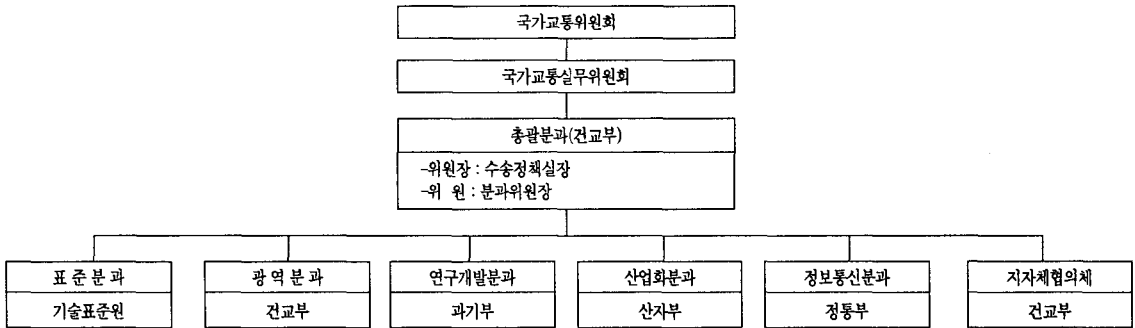 국가교통위원회
국가교통실무위원회
총괄분과(건교부)
-위원장 : 수송정책실장
-위 원 : 분과위원장
표 준 분 과
기술표준원
광 역 분 과
건교부
연구개발분과
과기부
산업화분과
산자부
정보통신분과
정통부
지자체협의체
건교부